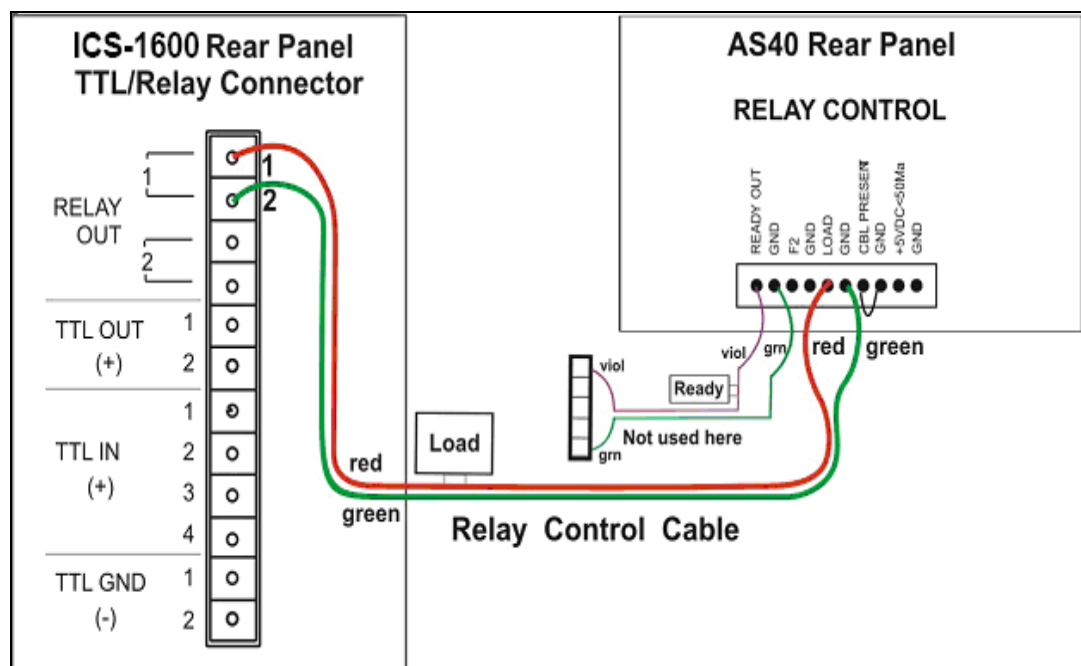 ICS-1600 Rear Panel
TTL/Relay Connector
1
2
RELAY
OUT
1
2
TTL OUT
(+)
1
2
TTL IN
(+)
1
2
3
4
TTL GND
(-)
1
2
AS40 Rear Panel
RELAY CONTROL
READY OUT
GND
F2
GND
LOAD
GND
CBL PRESENT
GND
+5VDC<50Ma
GND
viol
grn
red
green
viol
Ready
Not used here
grn
Load
red
green
Relay Control Cable